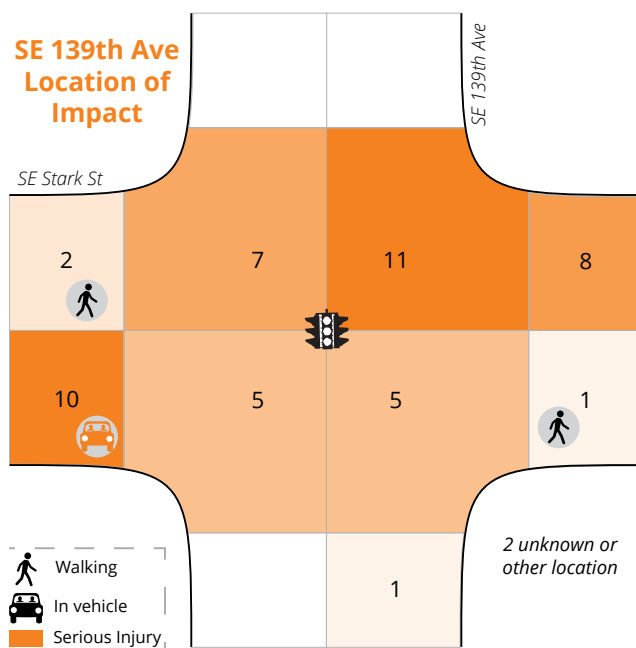 SE 139th Ave
Location of
Impact
SE 139th Ave
SE Stark St
2
7
11
8
10
5
5
1
1
2 unknown or
other location
Walking
In vehicle
Serious Injury